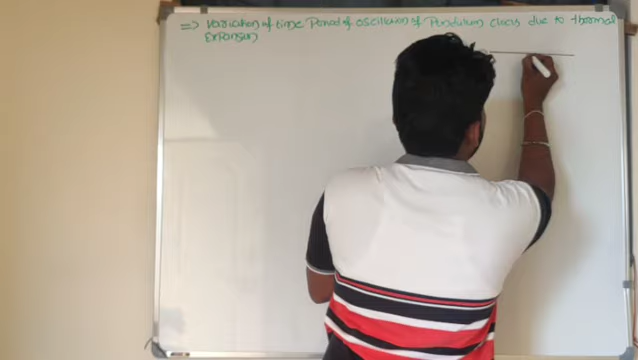 => Variation of time Period of oscillation of Pendulum clocks due to thermal
Expansion